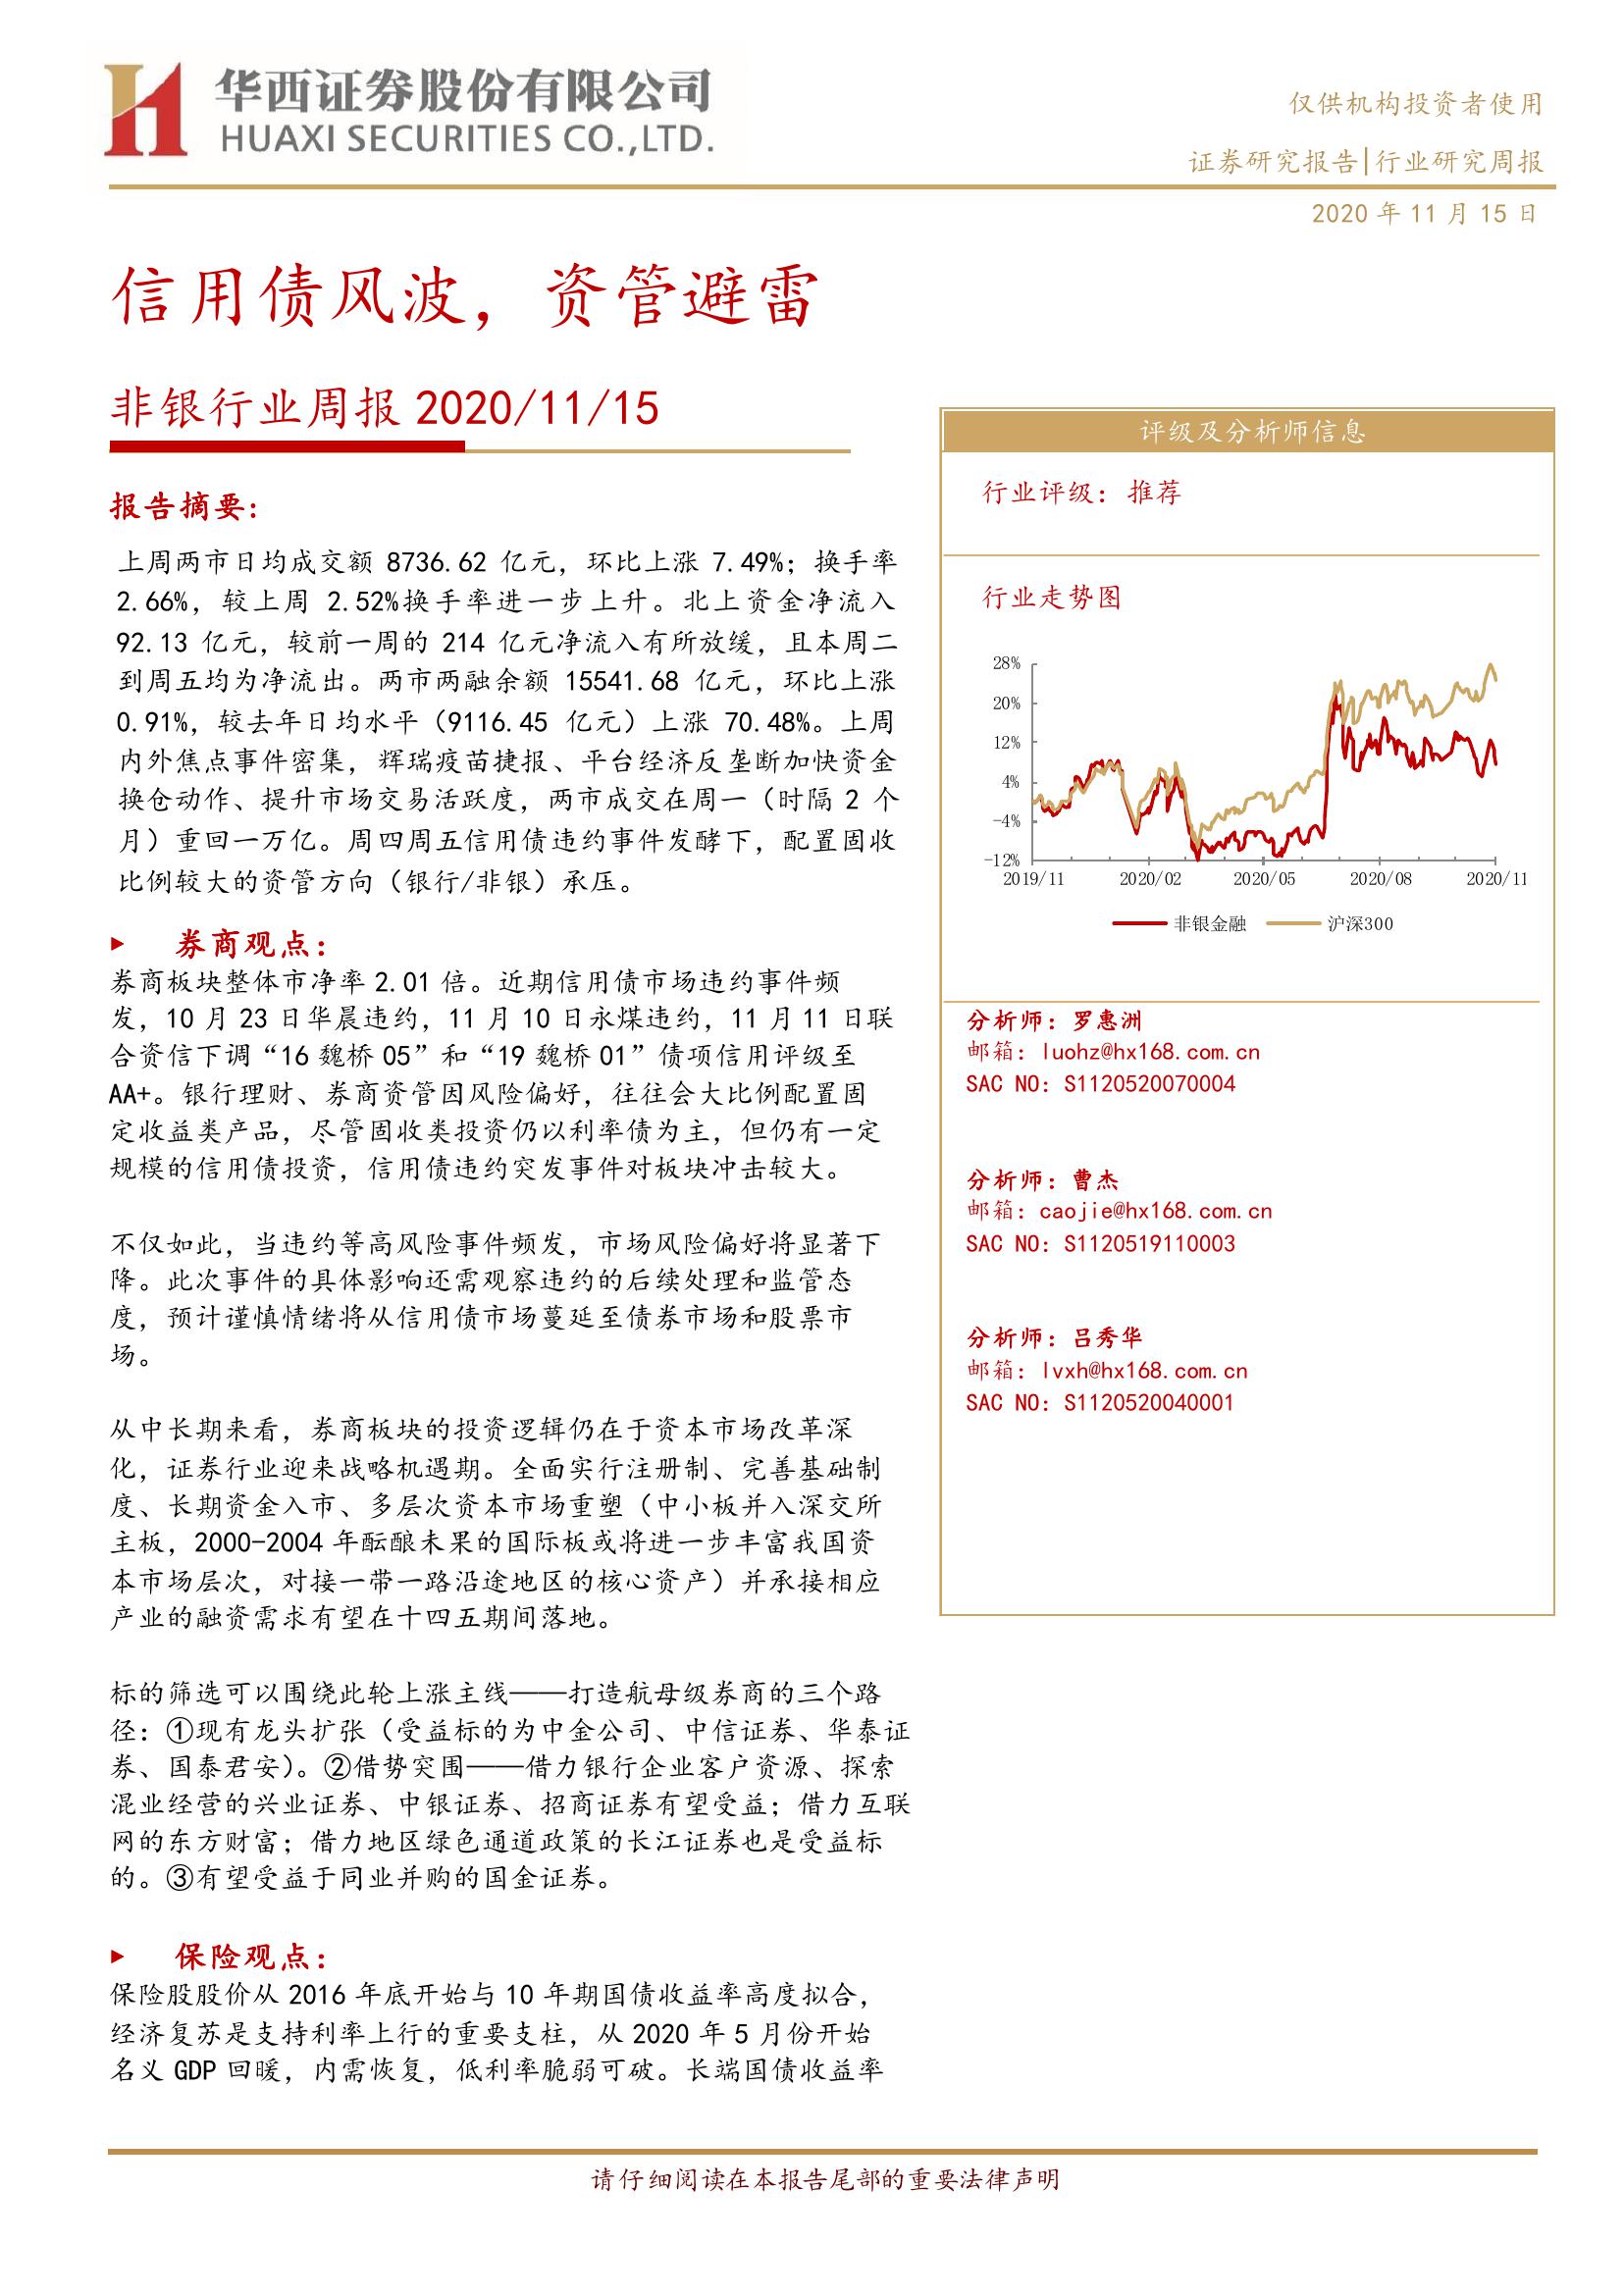 华西证券股份有限公司
HUAXI SECURITIES CO.,LTD.
仅供机构投资者使用
证券研究报告|行业研究周报
2020 年 11 月 15 日
信用债风波，资管避雷
非银行业周报 2020/11/15
报告摘要:
上周两市日均成交额 8736.62 亿元，环比上涨 7.49%；换手率
2.66%，较上周 2.52%换手率进一步上升。北上资金净流入
92.13 亿元，较前一周的 214 亿元净流入有所放缓，且本周二
到周五均为净流出。两市两融余额 15541.68 亿元，环比上涨
0.91%，较去年日均水平（9116.45 亿元）上涨 70.48%。上周
内外焦点事件密集，辉瑞疫苗捷报、平台经济反垄断加快资金
换仓动作、提升市场交易活跃度，两市成交在周一（时隔 2 个
月）重回一万亿。周四周五信用债违约事件发酵下，配置固收
比例较大的资管方向（银行/非银）承压。
► 券商观点：
券商板块整体市净率 2.01 倍。近期信用债市场违约事件频
发，10 月 23 日华晨违约，11 月 10 日永煤违约，11 月 11 日联
合资信下调“16 魏桥 05”和“19 魏桥 01”债项信用评级至
AA+。银行理财、券商资管因风险偏好，往往会大比例配置固
定收益类产品，尽管固收类投资仍以利率债为主，但仍有一定
规模的信用债投资，信用债违约突发事件对板块冲击较大。
不仅如此，当违约等高风险事件频发，市场风险偏好将显著下
降。此次事件的具体影响还需观察违约的后续处理和监管态
度，预计谨慎情绪将从信用债市场蔓延至债券市场和股票市
场。
从中长期来看，券商板块的投资逻辑仍在于资本市场改革深
化，证券行业迎来战略机遇期。全面实行注册制、完善基础制
度、长期资金入市、多层次资本市场重塑（中小板并入深交所
主板，2000-2004 年酝酿未果的国际板或将进一步丰富我国资
本市场层次，对接一带一路沿途地区的核心资产）并承接相应
产业的融资需求有望在十四五期间落地。
标的筛选可以围绕此轮上涨主线——打造航母级券商的三个路
径：①现有龙头扩张（受益标的为中金公司、中信证券、华泰证
券、国泰君安）。②借势突围——借力银行企业客户资源、探索
混业经营的兴业证券、中银证券、招商证券有望受益；借力互联
网的东方财富；借力地区绿色通道政策的长江证券也是受益标
的。③有望受益于同业并购的国金证券。
► 保险观点：
保险股股价从 2016 年底开始与 10 年期国债收益率高度拟合，
经济复苏是支持利率上行的重要支柱，从 2020 年 5 月份开始
名义 GDP 回暖，内需恢复，低利率脆弱可破。长端国债收益率
评级及分析师信息
行业评级： 推荐
行业走势图
28%
20%
12%
4%
-4%
-12%
2019/11 2020/02 2020/05 2020/08 2020/11
非银金融 沪深300
分析师：罗惠洲
邮箱：luohz@hx168.com.cn
SAC NO：S1120520070004
分析师：曹杰
邮箱：caojie@hx168.com.cn
SAC NO：S1120519110003
分析师：吕秀华
邮箱：lvxh@hx168.com.cn
SAC NO：S1120520040001
请仔细阅读在本报告尾部的重要法律声明